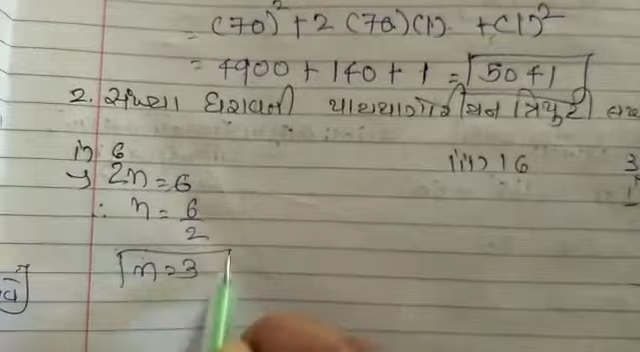 = (70)² + 2 (70)(1) + (1)²
= 4900 + 140 + 1 = 5041
2. સંખ્યા ધરાવતી પાયથાગોરીયન ત્રિપુટી
i) 6
→ 2n = 6
∴ n = 6/2
n = 3
iii) 16